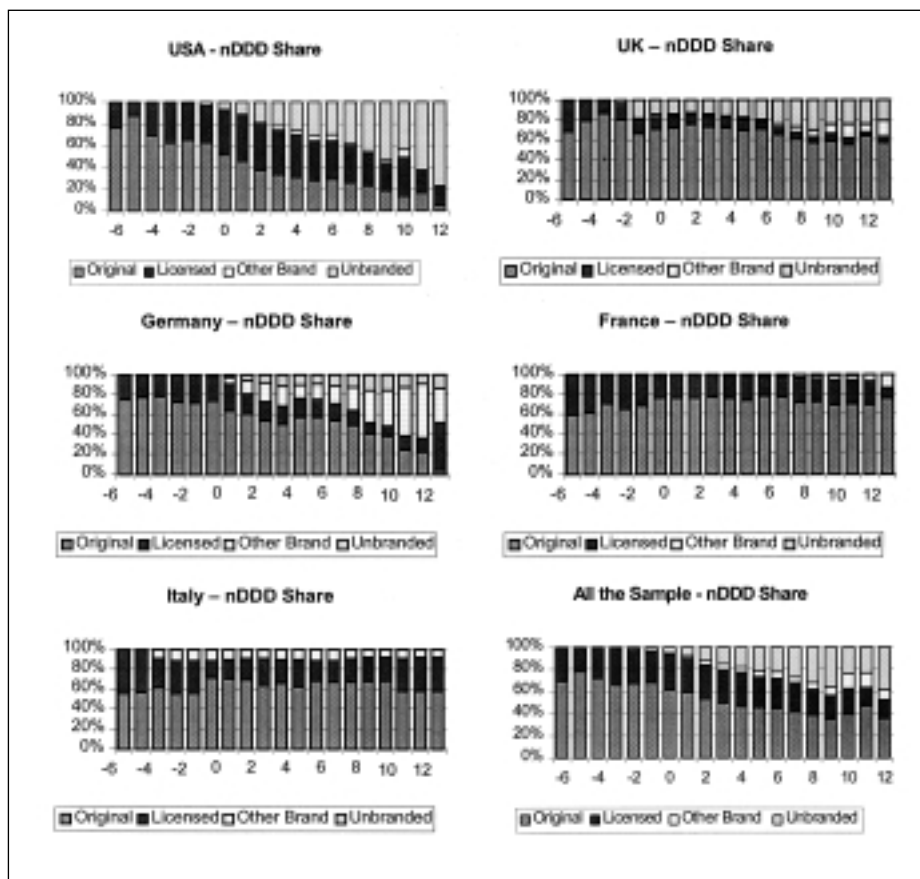 USA - nDDD Share
100%
80%
60%
40%
20%
0%
-6 -4 -2 0 2 4 6 8 10 12
Original Licensed Other Brand Unbranded
UK – nDDD Share
100%
80%
60%
40%
20%
0%
-6 -4 -2 0 2 4 6 8 10 12
Original Licensed Other Brand Unbranded
Germany – nDDD Share
100%
80%
60%
40%
20%
0%
-6 -4 -2 0 2 4 6 8 10 12
Original Licensed Other Brand Unbranded
France – nDDD Share
100%
80%
60%
40%
20%
0%
-6 -4 -2 0 2 4 6 8 10 12
Original Licensed Other Brand Unbranded
Italy – nDDD Share
100%
80%
60%
40%
20%
0%
-6 -4 -2 0 2 4 6 8 10 12
Original Licensed Other Brand Unbranded
All the Sample - nDDD Share
100%
80%
60%
40%
20%
0%
-6 -4 -2 0 2 4 6 8 10 12
Original Licensed Other Brand Unbranded